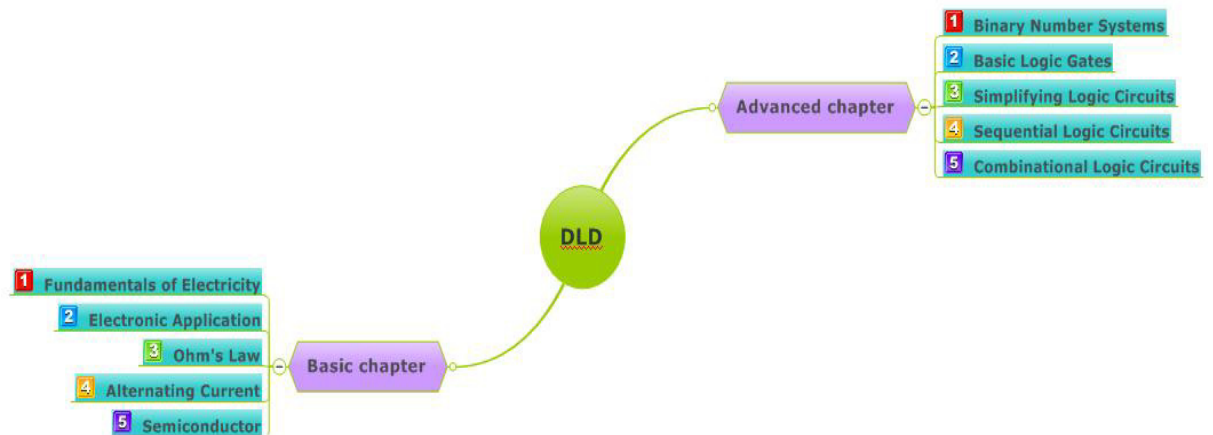 1 Binary Number Systems
2 Basic Logic Gates
3 Simplifying Logic Circuits
4 Sequential Logic Circuits
5 Combinational Logic Circuits
Advanced chapter
DLD
1 Fundamentals of Electricity
2 Electronic Application
3 Ohm's Law
4 Alternating Current
5 Semiconductor
Basic chapter